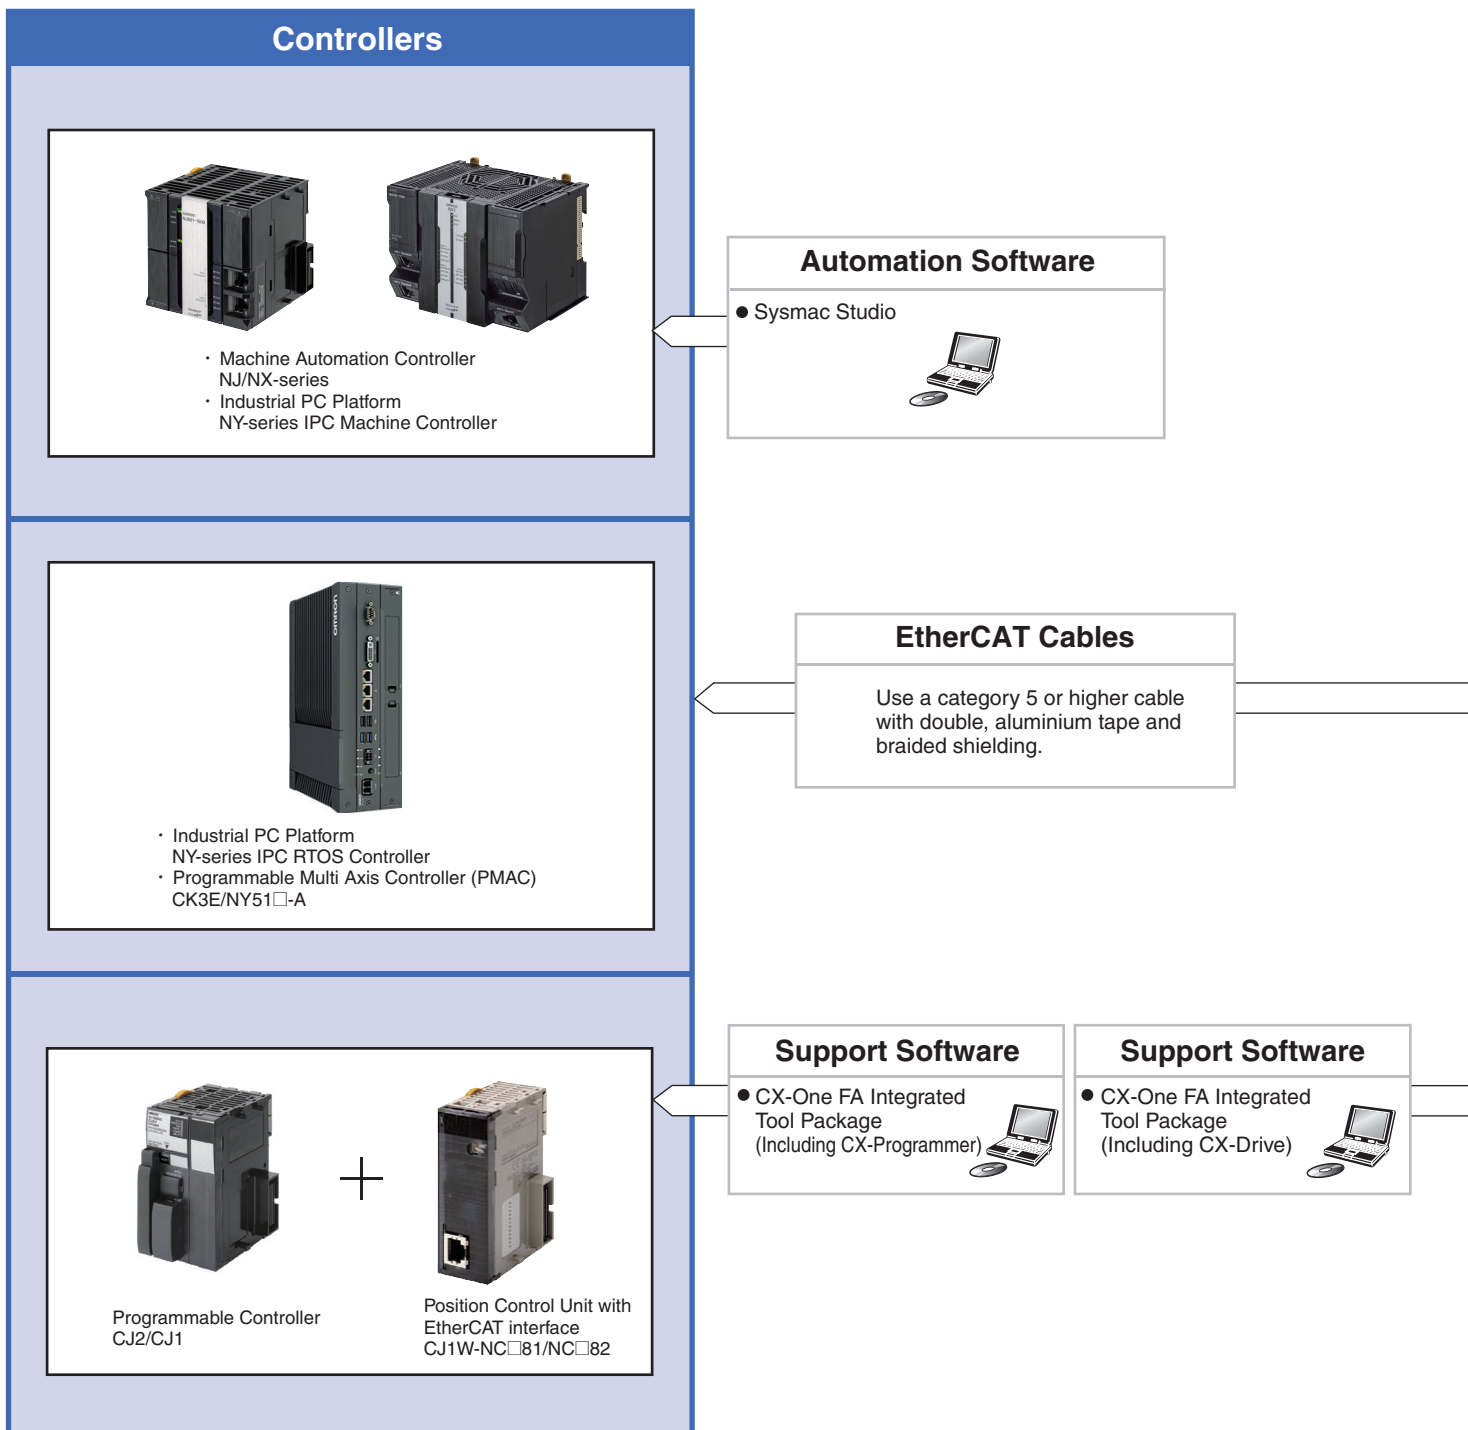 Controllers
・ Machine Automation Controller
NJ/NX-series
・ Industrial PC Platform
NY-series IPC Machine Controller
Automation Software
● Sysmac Studio
omron
・ Industrial PC Platform
NY-series IPC RTOS Controller
・ Programmable Multi Axis Controller (PMAC)
CK3E/NY51□-A
EtherCAT Cables
Use a category 5 or higher cable
with double, aluminium tape and
braided shielding.
Programmable Controller
CJ2/CJ1
+
Position Control Unit with
EtherCAT interface
CJ1W-NC□81/NC□82
Support Software
● CX-One FA Integrated
Tool Package
(Including CX-Programmer)
Support Software
● CX-One FA Integrated
Tool Package
(Including CX-Drive)